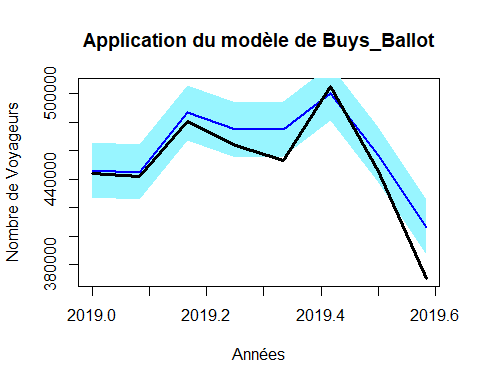 Application du modèle de Buys_Ballot
Nombre de Voyageurs
500000
440000
380000
2019.0 2019.2 2019.4 2019.6
Années